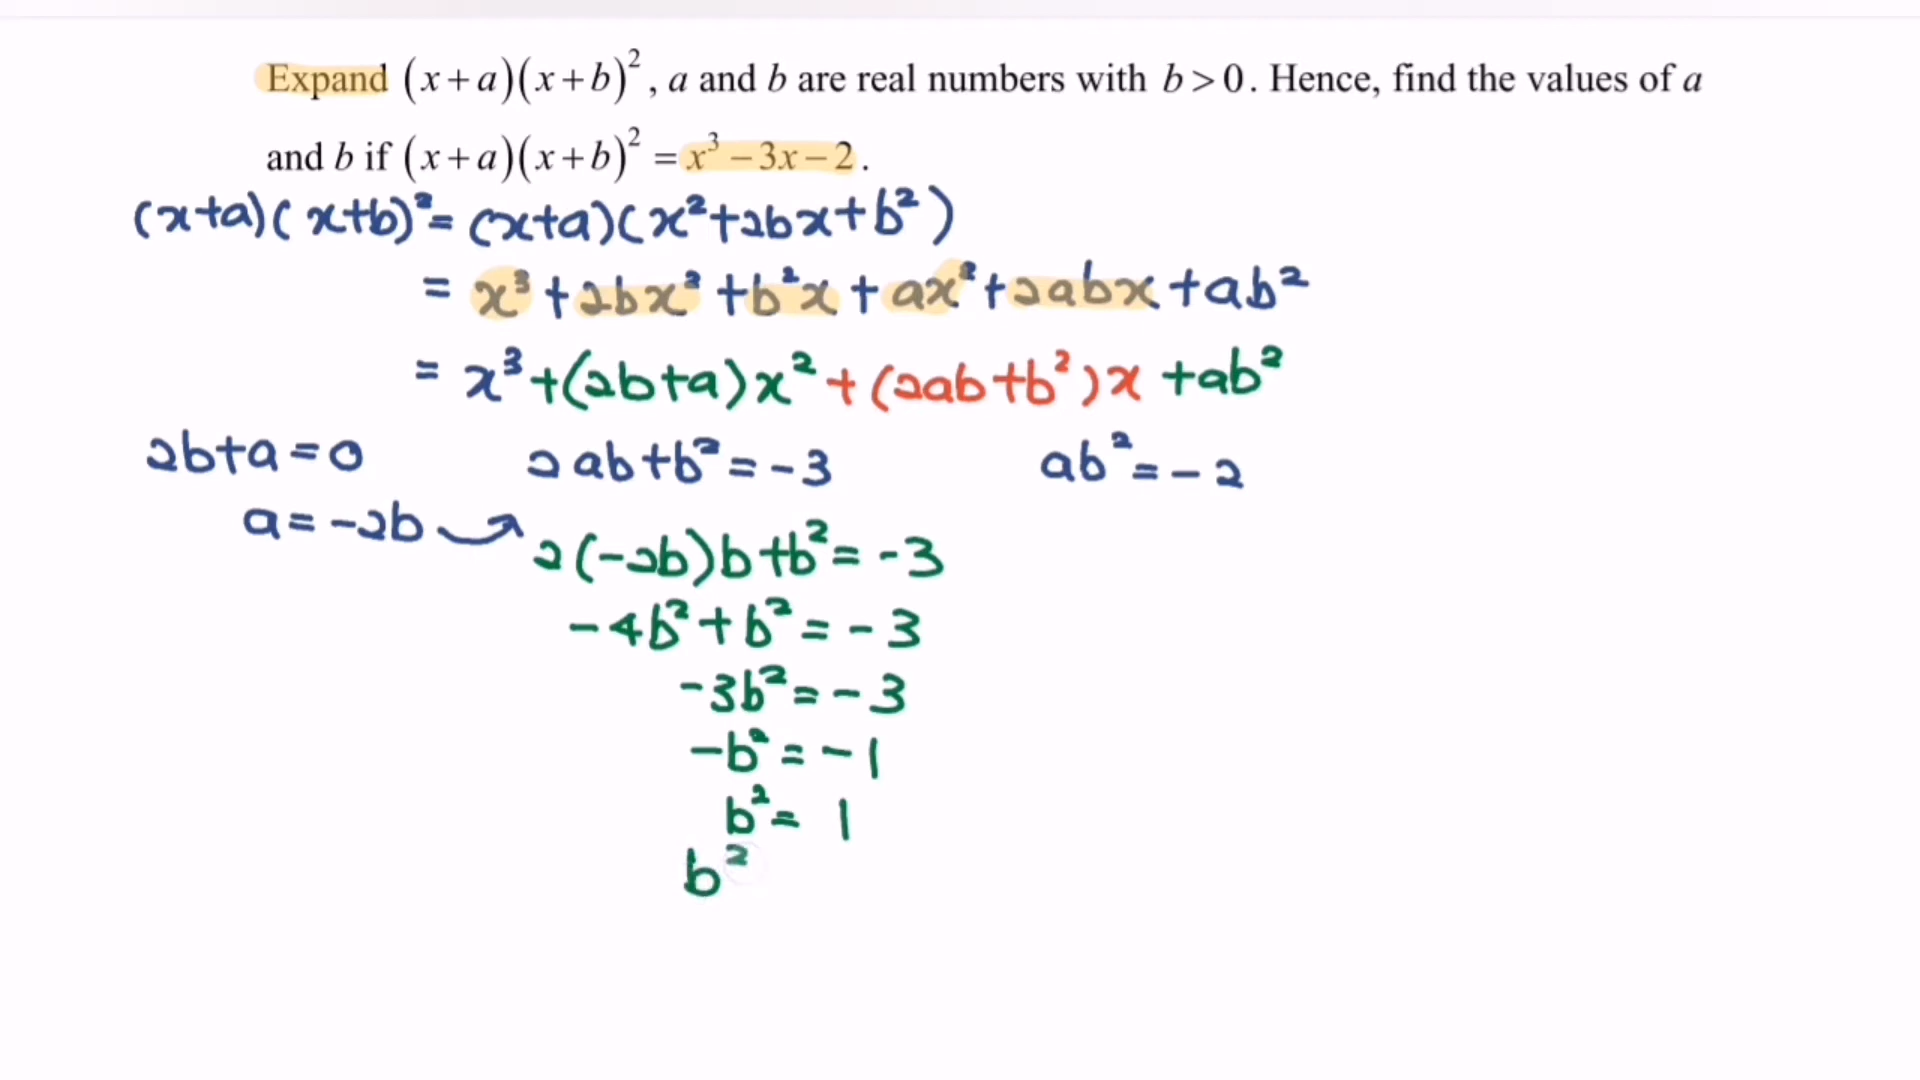 Expand (x+a)(x+b)², a and b are real numbers with b > 0. Hence, find the values of a
and b if (x+a)(x+b)² = x³ − 3x − 2.
(x+a)(x+b)² = (x+a)(x²+2bx+b²)
= x³+2bx²+b²x+ax²+2abx+ab²
= x³+(2b+a)x²+(2ab+b²)x+ab²
2b+a=0 2ab+b²=-3 ab²=-2
a=-2b
2(-2b)b+b²=-3
-4b²+b²=-3
-3b²=-3
-b²=-1
b²=1
b²